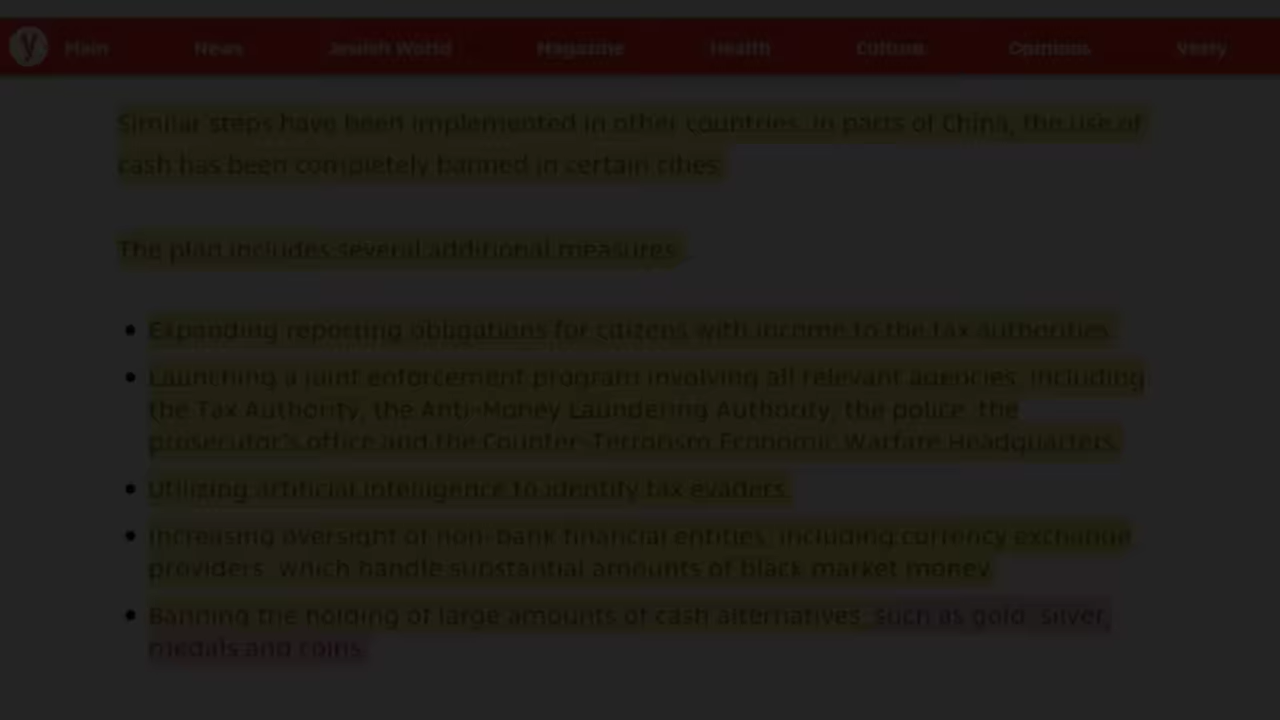 y Main News Jewish World Magazine Health Culture Opinions Verify
Similar steps have been implemented in other countries. In parts of China, the use of
cash has been completely banned in certain cities.
The plan includes several additional measures:
Expanding reporting obligations for citizens with income to the tax authorities.
Launching a joint enforcement program involving all relevant agencies, including
the Tax Authority, the Anti-Money Laundering Authority, the police, the
prosecutor's office and the Counter-Terrorism Economic Warfare Headquarters.
Utilizing artificial intelligence to identify tax evaders.
Increasing oversight of non-bank financial entities, including currency exchange
providers, which handle substantial amounts of black market money.
Banning the holding of large amounts of cash alternatives, such as gold, silver,
medals and coins.